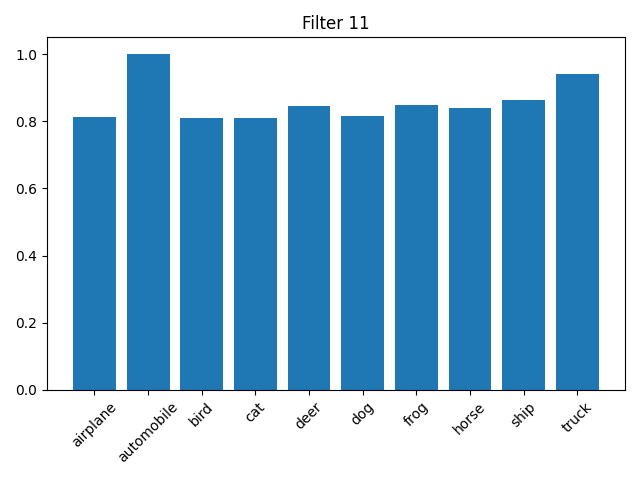 Filter 11
1.0
0.8
0.6
0.4
0.2
0.0
airplane
automobile
bird
cat
deer
dog
frog
horse
ship
truck